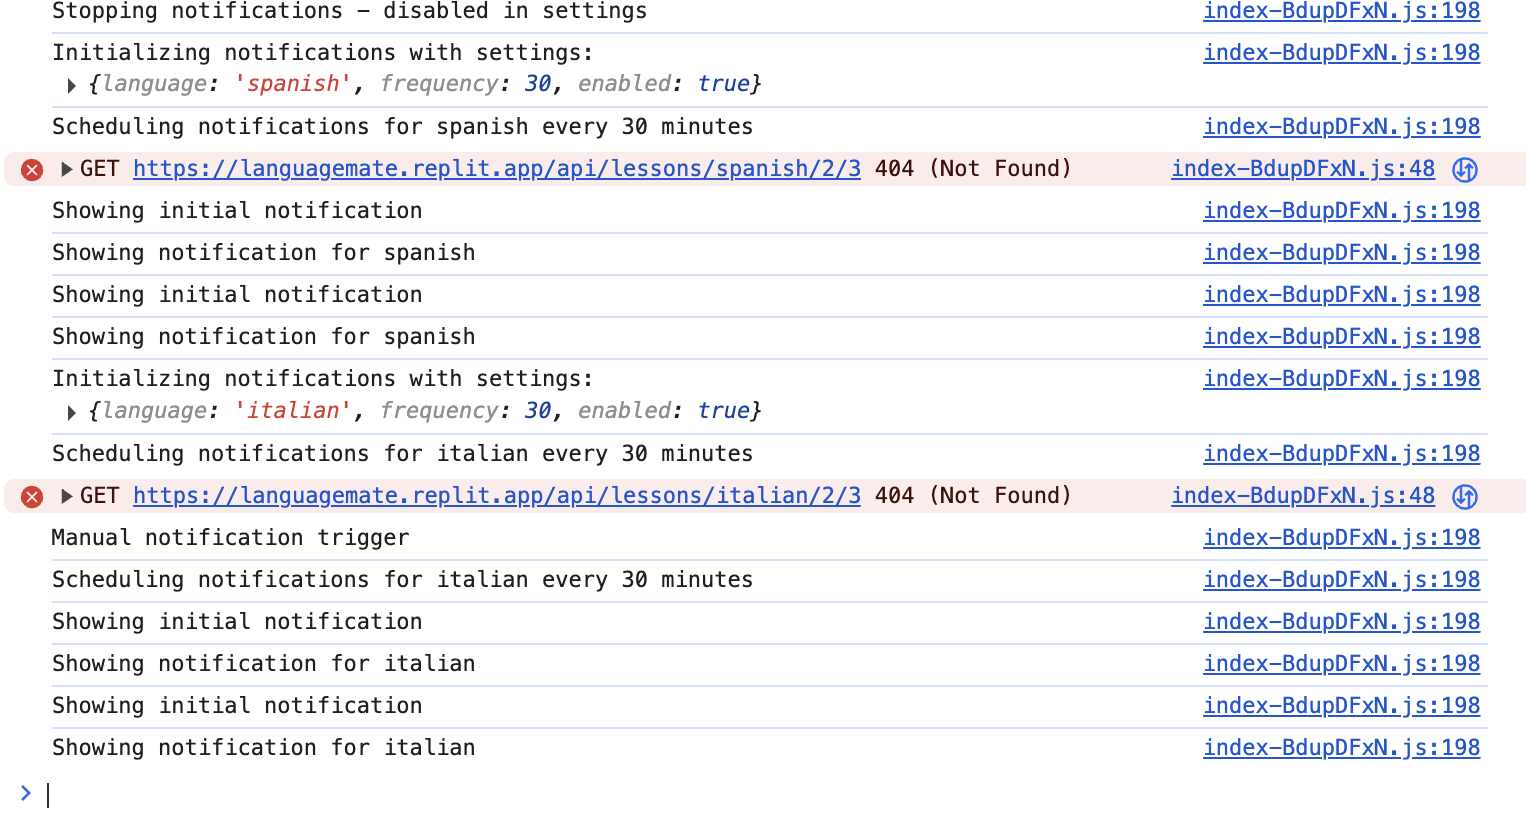 Stopping notifications – disabled in settings index-BdupDFxN.js:198
Initializing notifications with settings: index-BdupDFxN.js:198
{language: 'spanish', frequency: 30, enabled: true}
Scheduling notifications for spanish every 30 minutes index-BdupDFxN.js:198
GET https://languagemate.replit.app/api/lessons/spanish/2/3 404 (Not Found) index-BdupDFxN.js:48
Showing initial notification index-BdupDFxN.js:198
Showing notification for spanish index-BdupDFxN.js:198
Showing initial notification index-BdupDFxN.js:198
Showing notification for spanish index-BdupDFxN.js:198
Initializing notifications with settings: index-BdupDFxN.js:198
{language: 'italian', frequency: 30, enabled: true}
Scheduling notifications for italian every 30 minutes index-BdupDFxN.js:198
GET https://languagemate.replit.app/api/lessons/italian/2/3 404 (Not Found) index-BdupDFxN.js:48
Manual notification trigger index-BdupDFxN.js:198
Scheduling notifications for italian every 30 minutes index-BdupDFxN.js:198
Showing initial notification index-BdupDFxN.js:198
Showing notification for italian index-BdupDFxN.js:198
Showing initial notification index-BdupDFxN.js:198
Showing notification for italian index-BdupDFxN.js:198